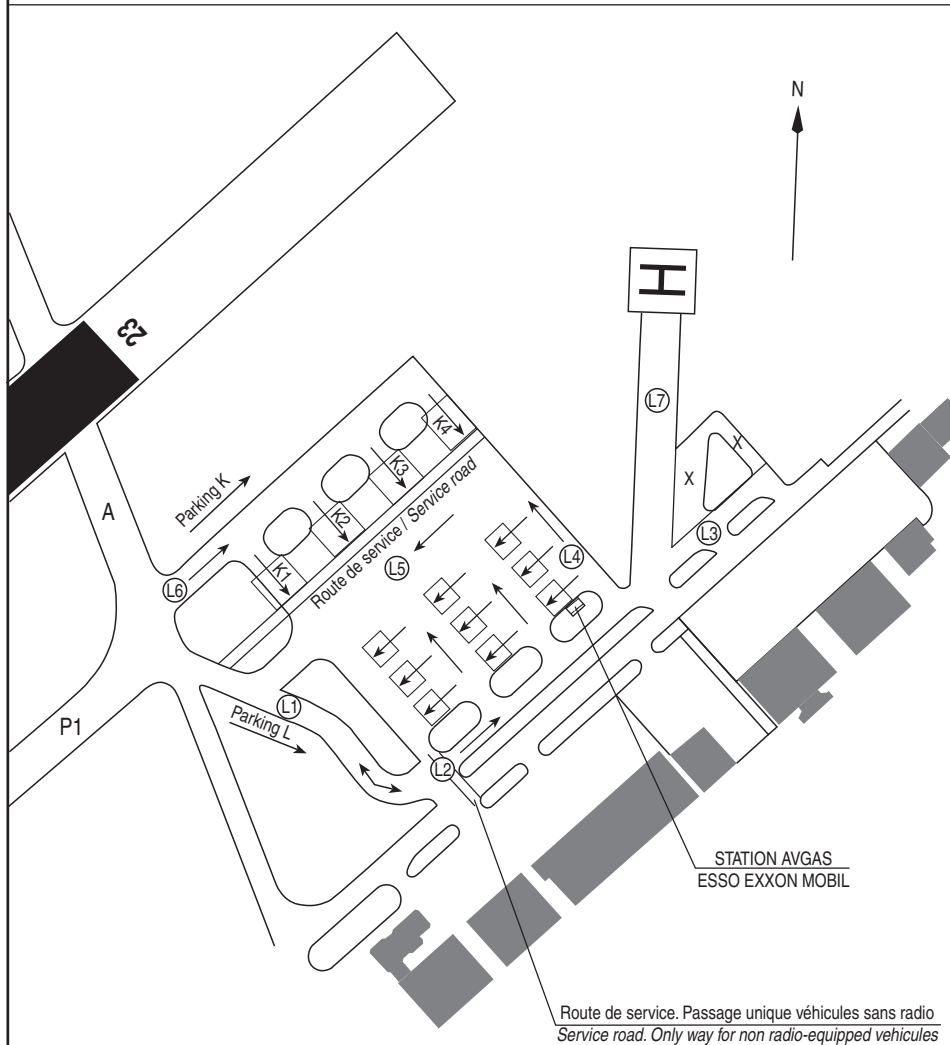 N
H
23
L7
K4
K3
Parking K
K2
X
X
A
L3
Route de service / Service road
L4
K1
L5
L6
L1
Parking L
P1
L2
STATION AVGAS
ESSO EXXON MOBIL
Route de service. Passage unique véhicules sans radio
Service road. Only way for non radio-equipped vehicules